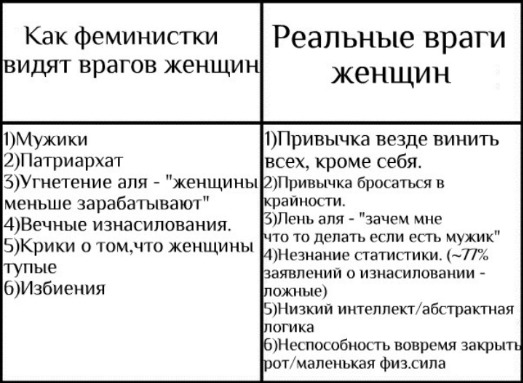 Как феминистки
видят врагов женщин
Реальные враги
женщин
1)Мужики
2)Патриархат
3)Угнетение аля - "женщины
меньше зарабатывают"
4)Вечные изнасилования.
5)Крики о том,что женщины
тупые
6)Избиения
1)Привычка везде винить
всех, кроме себя.
2)Привычка бросаться в
крайности.
3)Лень аля - "зачем мне
что то делать если есть мужик"
4)Незнание статистики. (~77%
заявлений о изнасиловании -
ложные)
5)Низкий интеллект/абстрактная
логика
6)Неспособность вовремя закрыть
рот/маленькая физ.сила